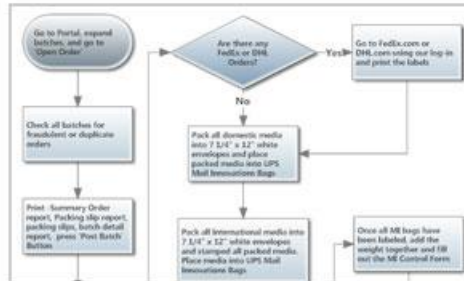 Go to Portal, expand
batches, and go to
'Open Order'
Check all batches for
fraudulent or duplicate
orders
Print -Summary Order
report, Packing slip report,
packing slips, batch detail
report, press 'Post Batch'
Button
Are there any
FedEx or DHL
Orders?
Yes
No
Go to FedEx.com or
DHL.com using our log-in
and print the labels
Pack all domestic media
into 7 1/4" x 12" white
envelopes and place
packed media into UPS
Mail Innovations Bags
Pack all International media into
7 1/4" x 12" white envelopes
and stamped all packed media.
Place media into UPS Mail
Innovations Bags
Once all MI bags have
been labeled, add the
weight together and fill
out the MI Control Form